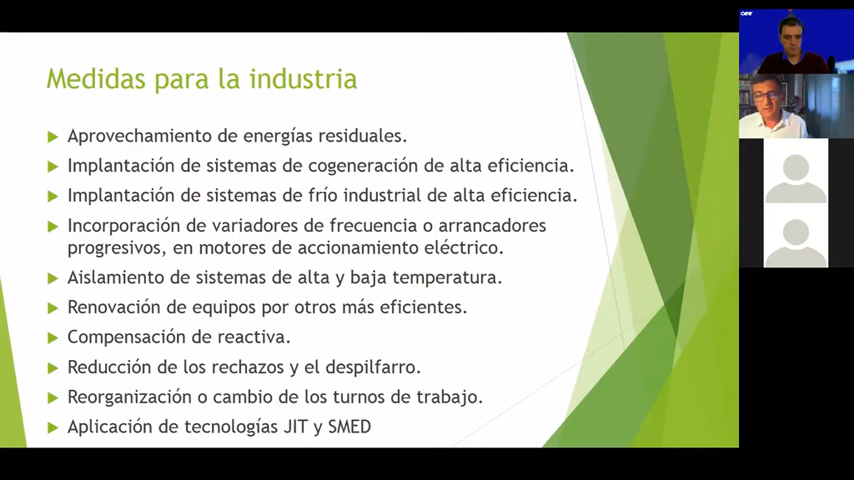 Medidas para la industria
Aprovechamiento de energías residuales.
Implantación de sistemas de cogeneración de alta eficiencia.
Implantación de sistemas de frío industrial de alta eficiencia.
Incorporación de variadores de frecuencia o arrancadores
progresivos, en motores de accionamiento eléctrico.
Aislamiento de sistemas de alta y baja temperatura.
Renovación de equipos por otros más eficientes.
Compensación de reactiva.
Reducción de los rechazos y el despilfarro.
Reorganización o cambio de los turnos de trabajo.
Aplicación de tecnologías JIT y SMED